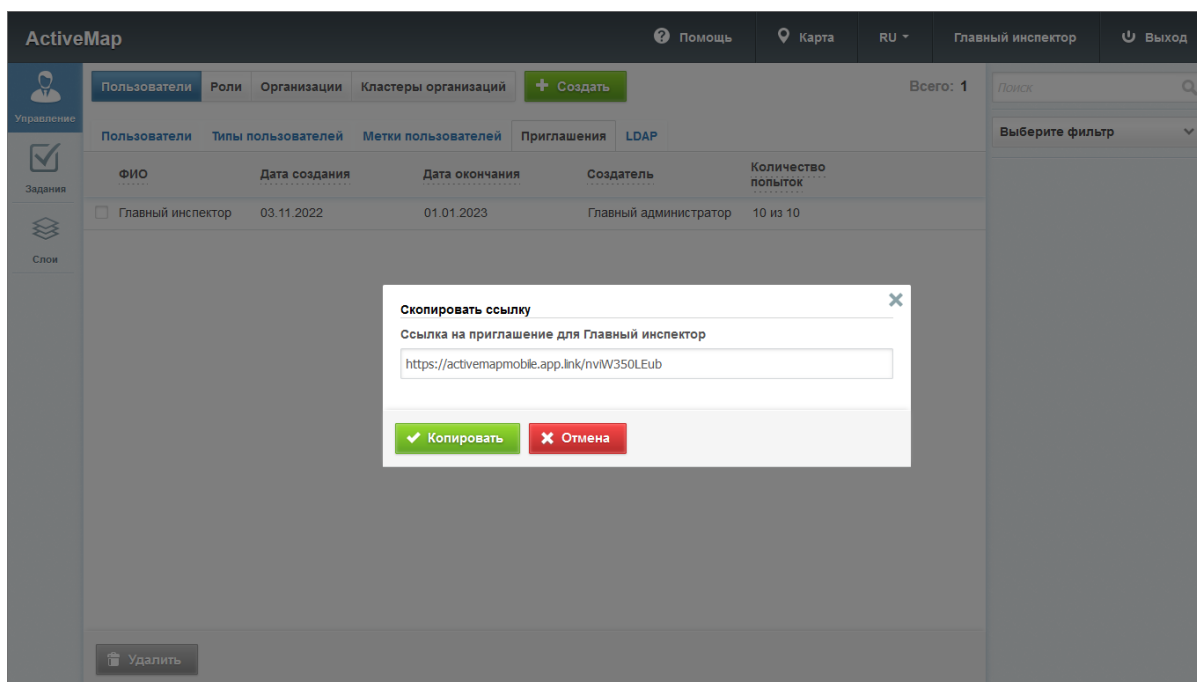 ActiveMap
Помощь
Карта
RU
Главный инспектор
Выход
Управление
Задания
Слои
Пользователи
Роли
Организации
Кластеры организаций
Создать
Всего: 1
Поиск
Выберите фильтр
Пользователи
Типы пользователей
Метки пользователей
Приглашения
LDAP
ФИО
Дата создания
Дата окончания
Создатель
Количество
попыток
Главный инспектор
03.11.2022
01.01.2023
Главный администратор
10 из 10
Скопировать ссылку
Ссылка на приглашение для Главный инспектор
https://activemapmobile.app.link/nviW350LEub
Копировать
Отмена
Удалить